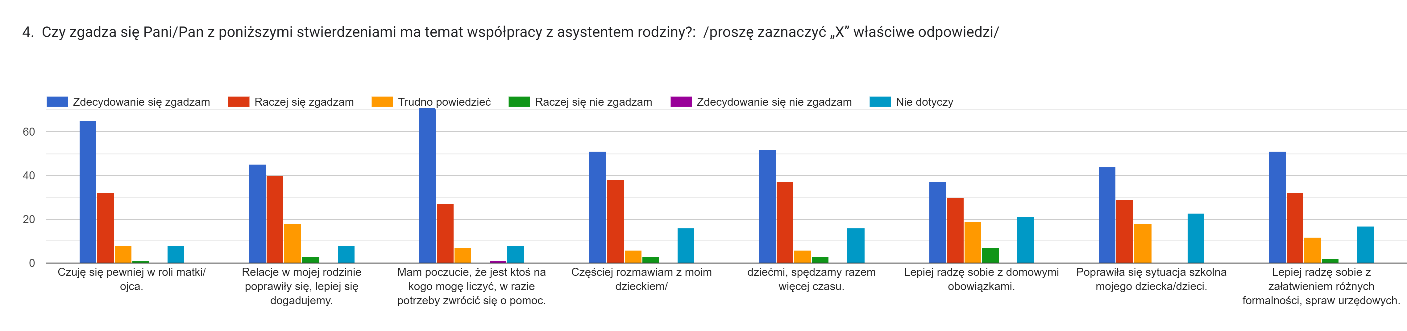 4. Czy zgadza się Pani/Pan z poniższymi stwierdzeniami ma temat współpracy z asystentem rodziny?: /proszę zaznaczyć „X” właściwe odpowiedzi/
Zdecydowanie się zgadzam
Raczej się zgadzam
Trudno powiedzieć
Raczej się nie zgadzam
Zdecydowanie się nie zgadzam
Nie dotyczy
60
40
20
0
Czuję się pewniej w roli matki/
ojca.
Relacje w mojej rodzinie
poprawiły się, lepiej się
dogadujemy.
Mam poczucie, że jest ktoś na
kogo mogę liczyć, w razie
potrzeby zwrócić się o pomoc.
Częściej rozmawiam z moim
dzieckiem/
dziećmi, spędzamy razem
więcej czasu.
Lepiej radzę sobie z domowymi
obowiązkami.
Poprawiła się sytuacja szkolna
mojego dziecka/dzieci.
Lepiej radzę sobie z
załatwieniem różnych
formalności, spraw urzędowych.